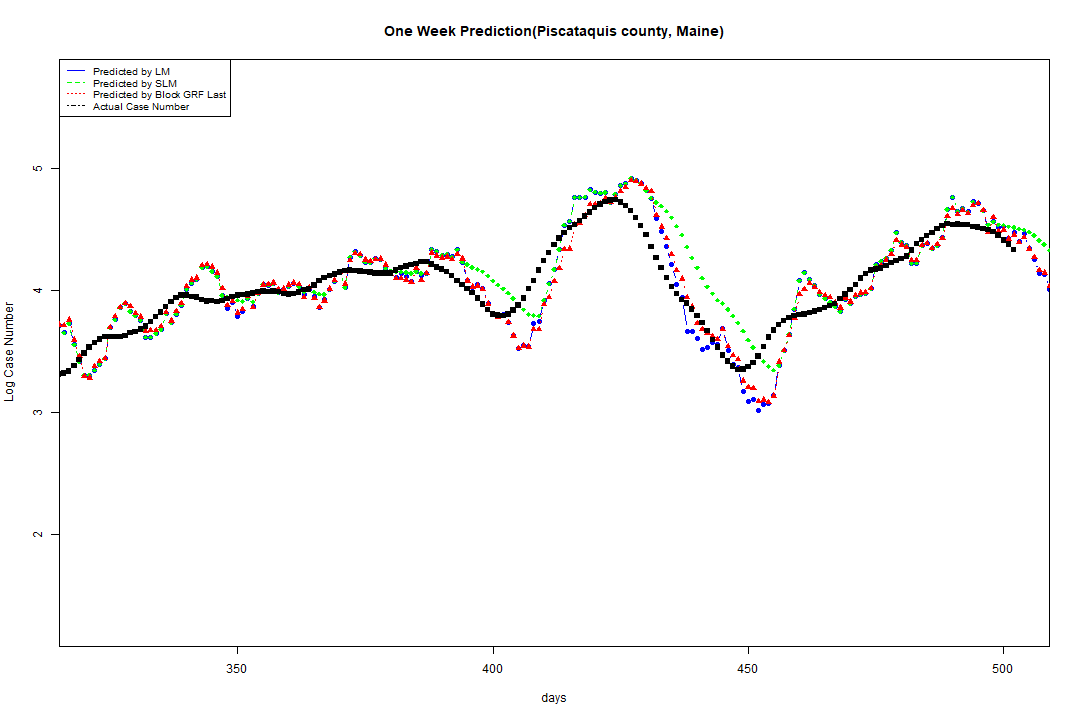 One Week Prediction(Piscataquis county, Maine)
Predicted by LM
Predicted by SLM
Predicted by Block GRF Last
Actual Case Number
5
4
3
2
Log Case Number
350
400
450
500
days